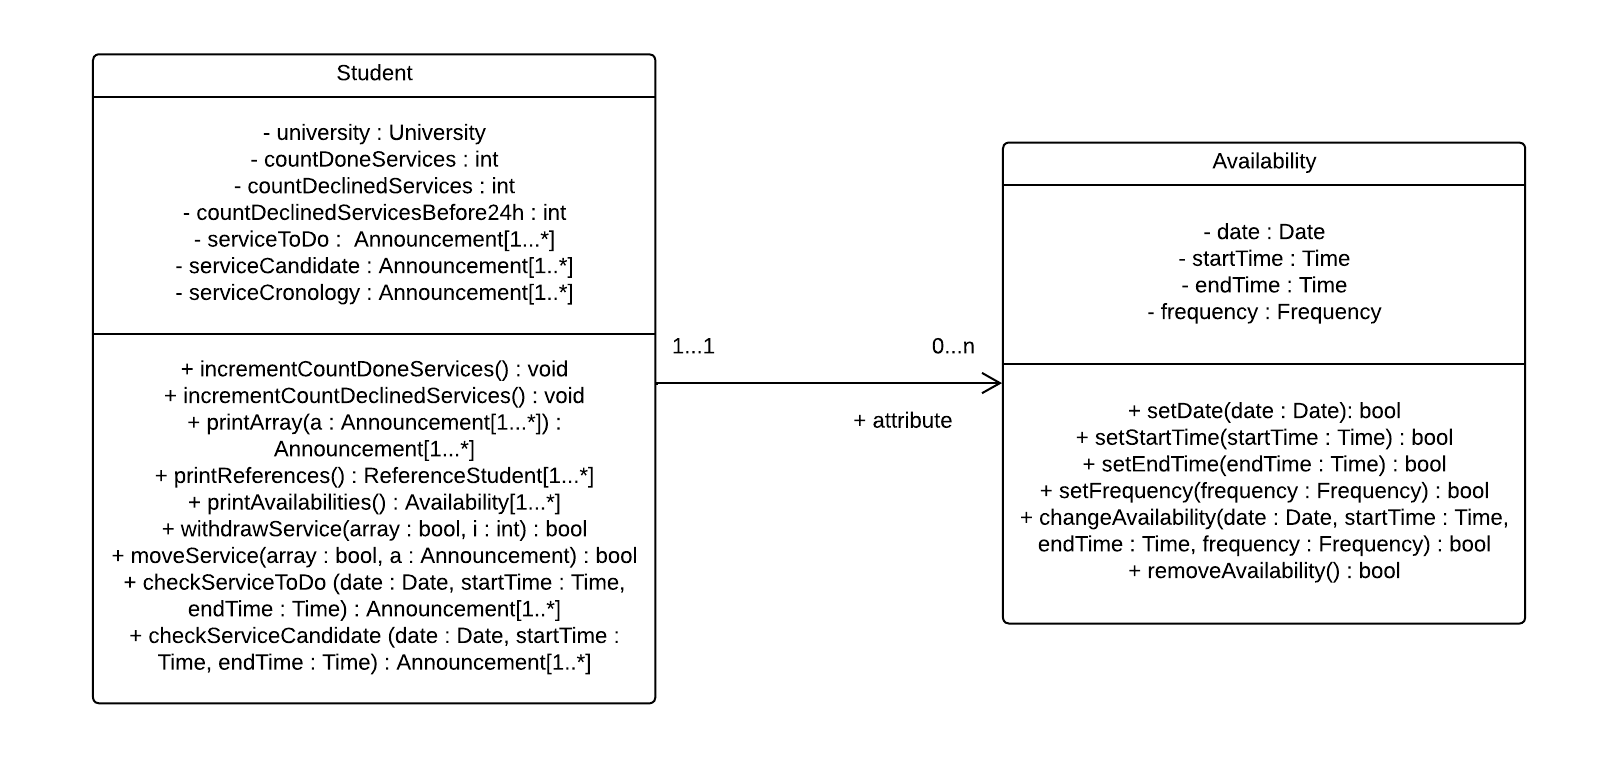 Student
- university : University
- countDoneServices : int
- countDeclinedServices : int
- countDeclinedServicesBefore24h : int
- serviceToDo :  Announcement[1...*]
- serviceCandidate : Announcement[1..*]
- serviceCronology : Announcement[1..*]
+ incrementCountDoneServices() : void
+ incrementCountDeclinedServices() : void
+ printArray(a : Announcement[1...*]) :
Announcement[1...*]
+ printReferences() : ReferenceStudent[1...*]
+ printAvailabilities() : Availability[1...*]
+ withdrawService(array : bool, i : int) : bool
+ moveService(array : bool, a : Announcement) : bool
+ checkServiceToDo (date : Date, startTime : Time,
endTime : Time) : Announcement[1..*]
+ checkServiceCandidate (date : Date, startTime :
Time, endTime : Time) : Announcement[1..*]
1...1
0...n
+ attribute
Availability
- date : Date
- startTime : Time
- endTime : Time
- frequency : Frequency
+ setDate(date : Date): bool
+ setStartTime(startTime : Time) : bool
+ setEndTime(endTime : Time) : bool
+ setFrequency(frequency : Frequency) : bool
+ changeAvailability(date : Date, startTime : Time,
endTime : Time, frequency : Frequency) : bool
+ removeAvailability() : bool